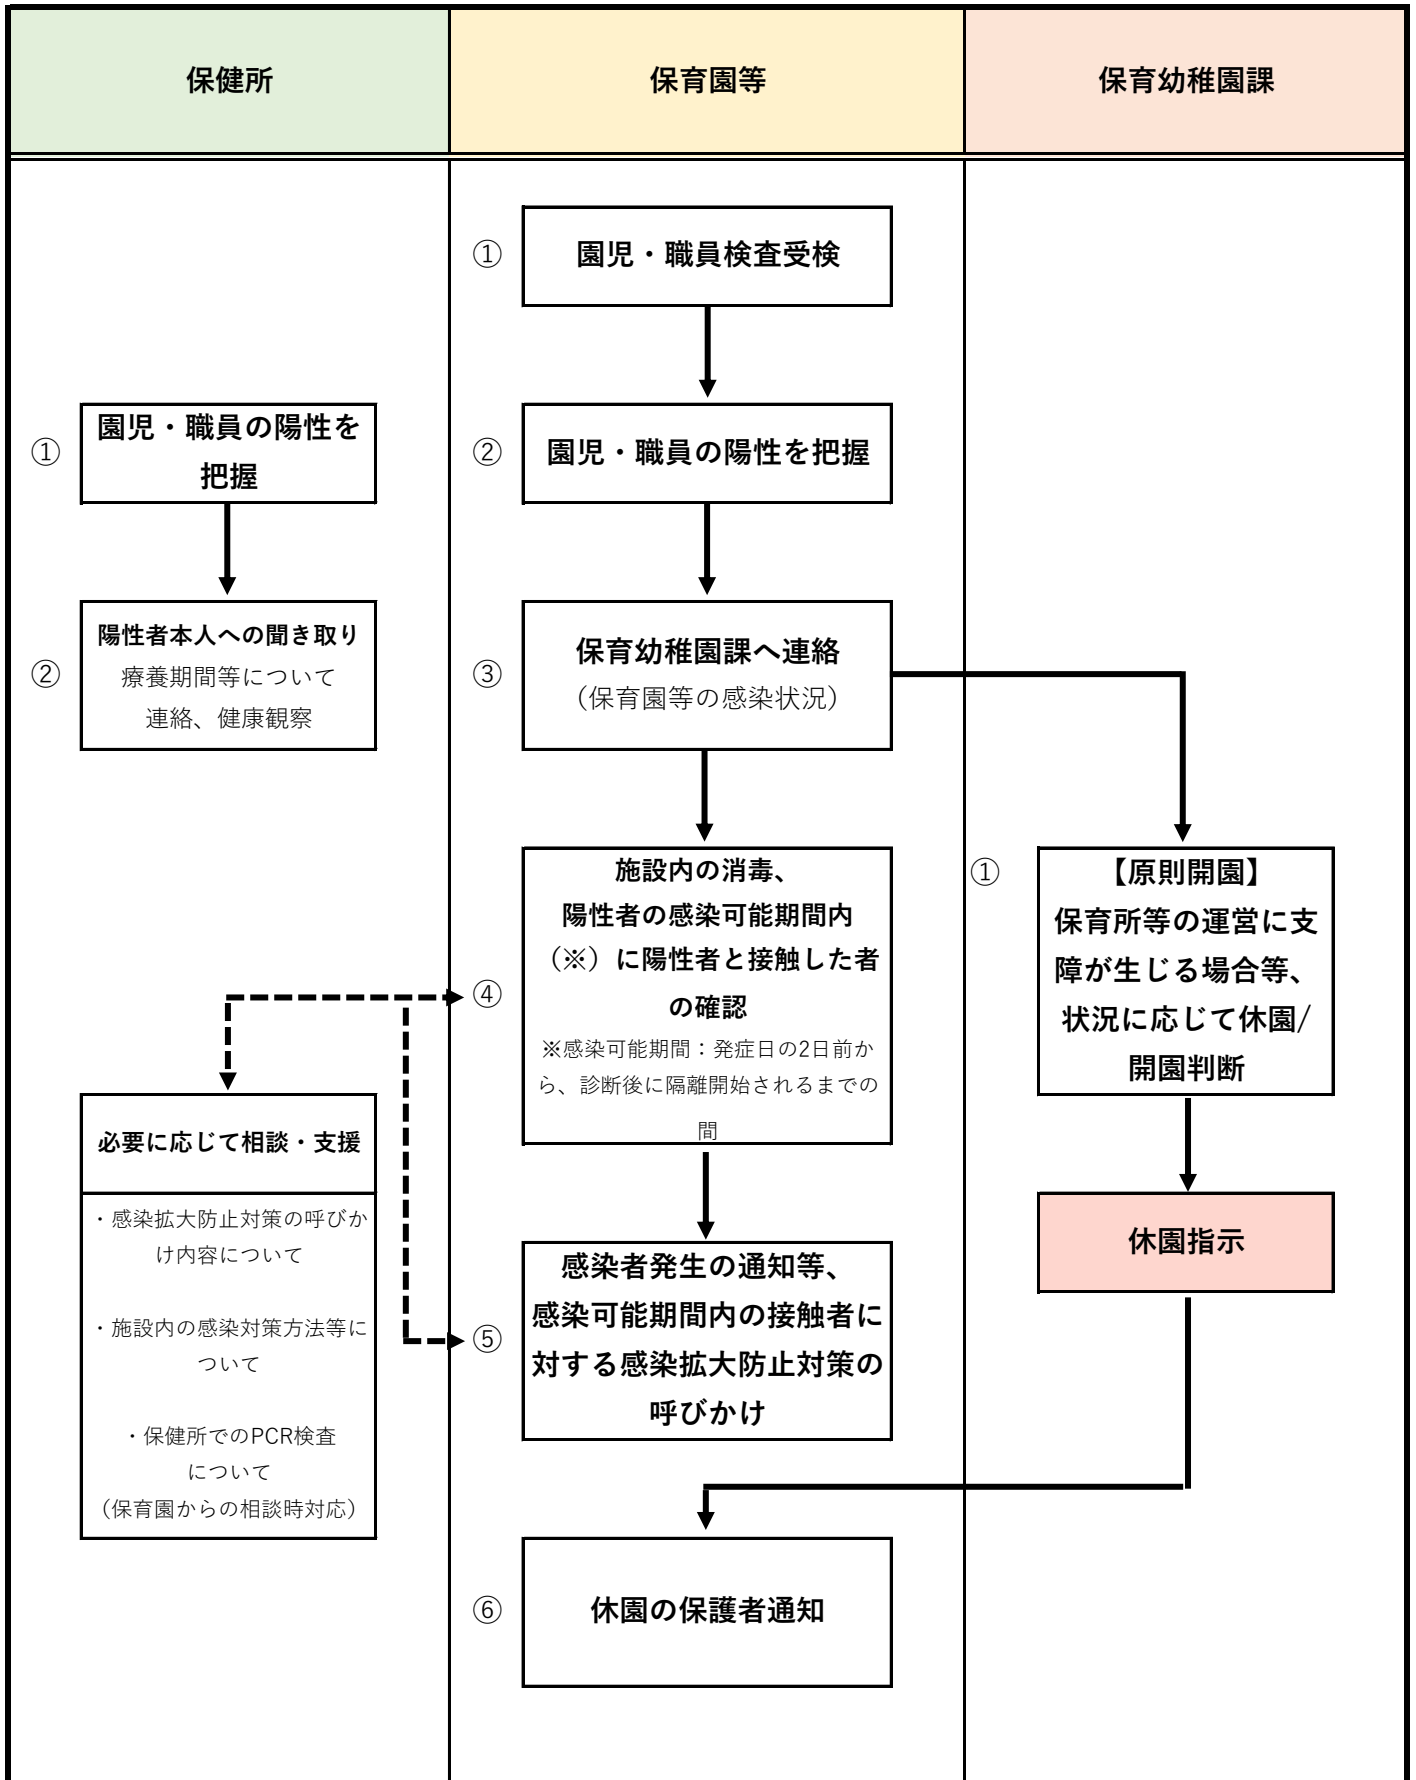 保健所
保育園等
保育幼稚園課
①
園児・職員検査受検
①
園児・職員の陽性を
把握
②
園児・職員の陽性を把握
②
陽性者本人への聞き取り
療養期間等について
連絡、健康観察
③
保育幼稚園課へ連絡
（保育園等の感染状況）
④
施設内の消毒、
陽性者の感染可能期間内
（※）に陽性者と接触した者
の確認
※感染可能期間：発症日の2日前か
ら、診断後に隔離開始されるまでの
間
①
【原則開園】
保育所等の運営に支
障が生じる場合等、
状況に応じて休園/
開園判断
必要に応じて相談・支援
・感染拡大防止対策の呼びか
け内容について
・施設内の感染対策方法等に
ついて
・保健所でのPCR検査
について
（保育園からの相談時対応）
休園指示
⑤
感染者発生の通知等、
感染可能期間内の接触者に
対する感染拡大防止対策の
呼びかけ
⑥
休園の保護者通知